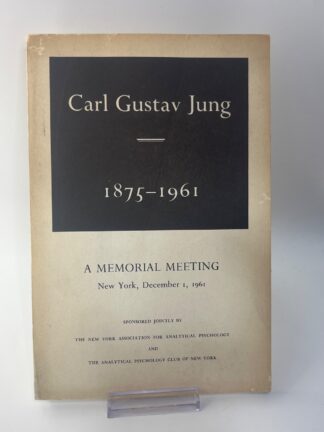 Carl Gustav Jung
1875–1961
A MEMORIAL MEETING
New York, December 1, 1961
SPONSORED JOINTLY BY
THE NEW YORK ASSOCIATION FOR ANALYTICAL PSYCHOLOGY
AND
THE ANALYTICAL PSYCHOLOGY CLUB OF NEW YORK